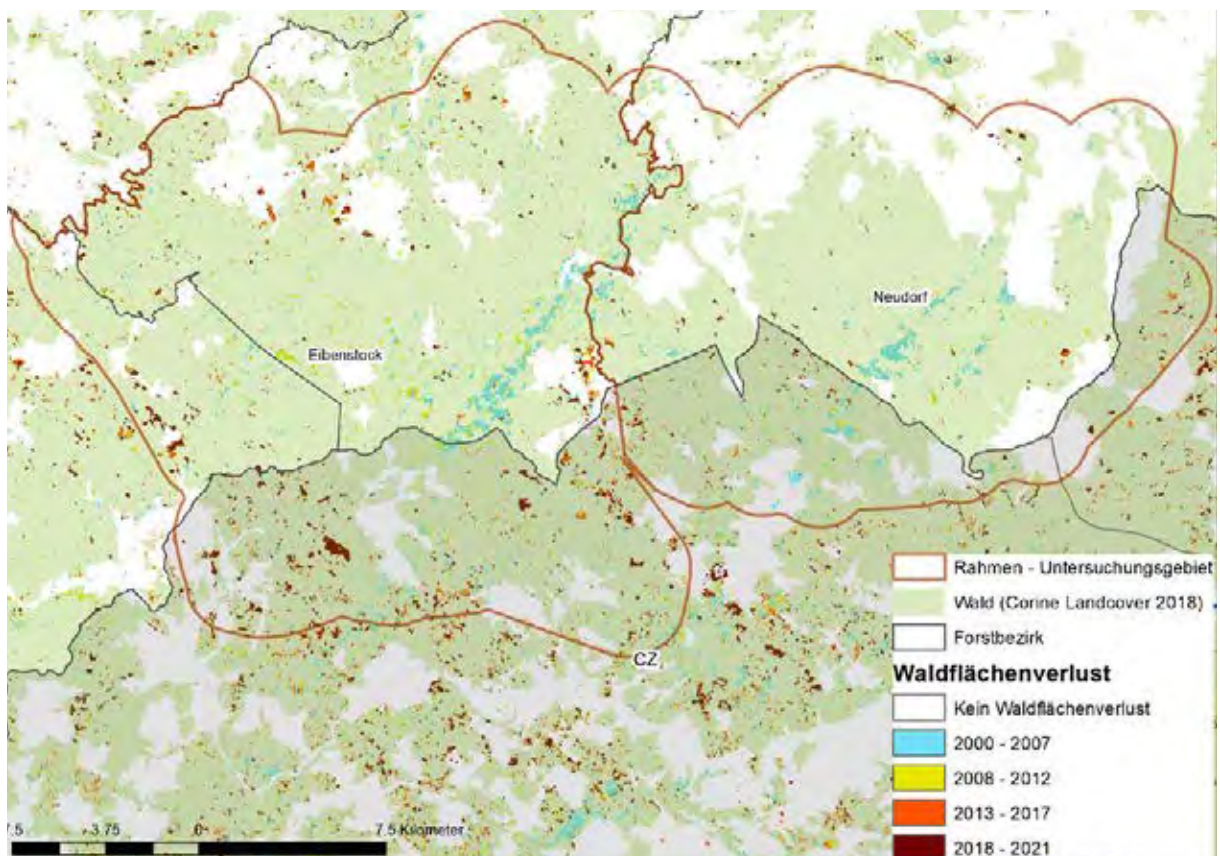 Neudorf
Eibenstock
CZ
Rahmen - Untersuchungsgebiet
Wald (Corine Landcover 2018)
Forstbezirk
Waldflächenverlust
Kein Waldflächenverlust
2000 - 2007
2008 - 2012
2013 - 2017
2018 - 2021
7.5 3.75 0 7.5 Kilometer